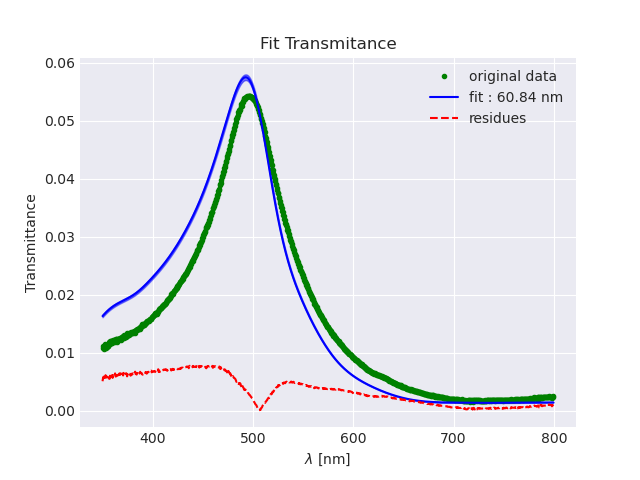 Fit Transmitance
0.06
0.05
0.04
0.03
0.02
0.01
0.00
Transmittance
original data
fit : 60.84 nm
residues
400
500
600
700
800
λ [nm]